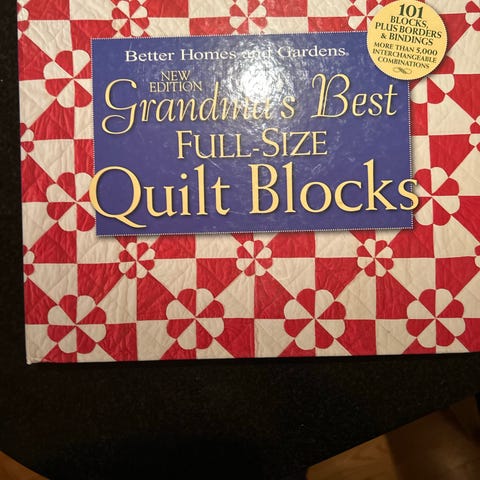 Better Homes and Gardens®
NEW
EDITION
Grandma's Best
FULL-SIZE
Quilt Blocks
101
BLOCKS,
PLUS BORDERS
& BINDINGS
MORE THAN 5,000
INTERCHANGEABLE
COMBINATIONS